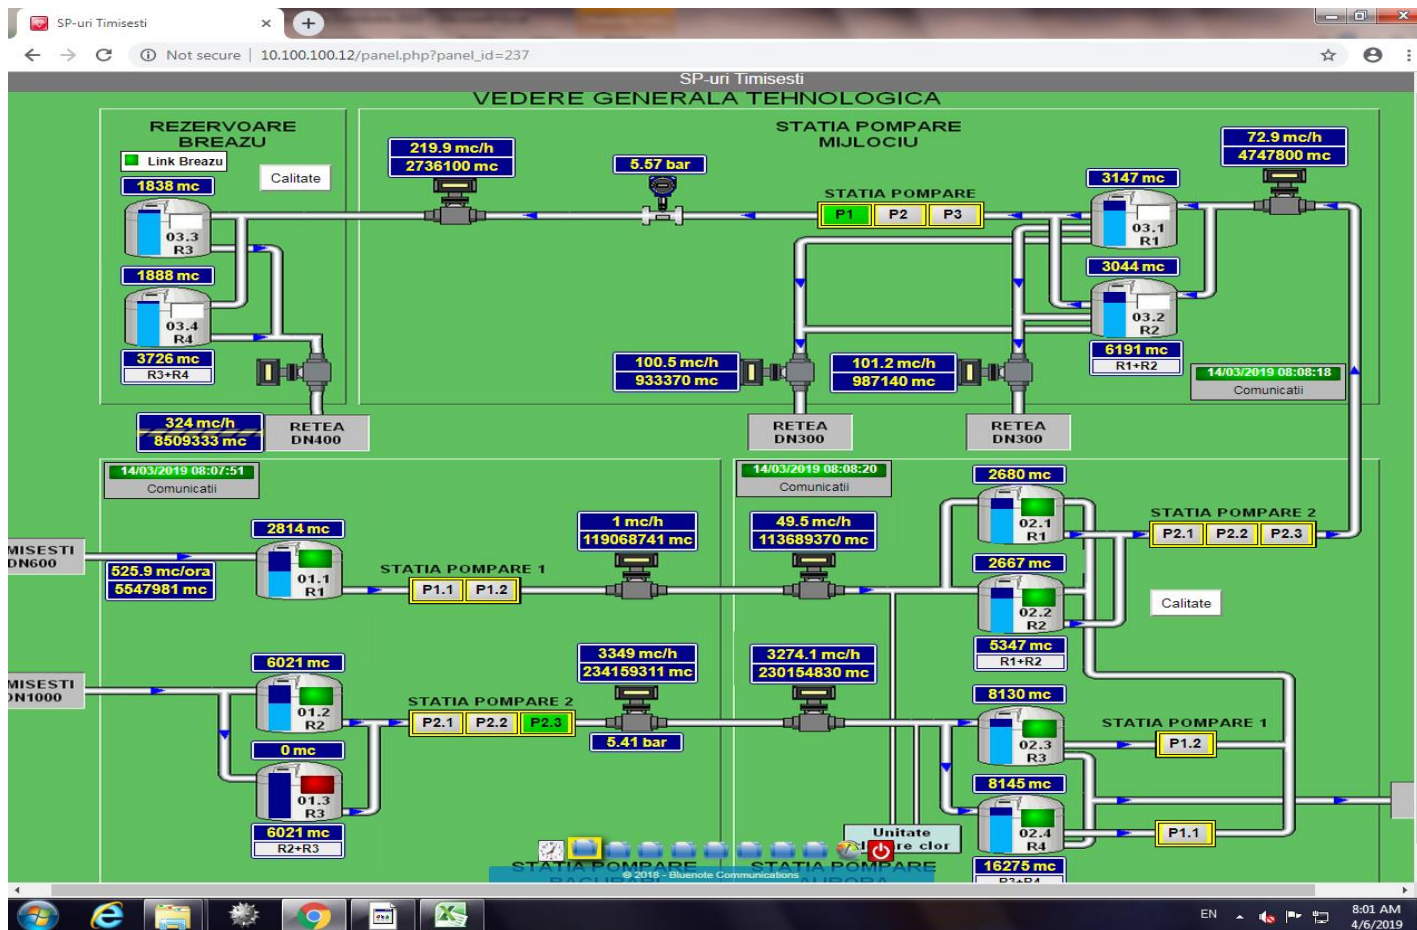 SP-uri Timisesti
Not secure | 10.100.100.12/panel.php?panel_id=237
SP-uri Timisesti
VEDERE GENERALA TEHNOLOGICA
REZERVOARE
BREAZU
Link Breazu
Calitate
1838 mc
03.3
R3
1888 mc
03.4
R4
3726 mc
R3+R4
324 mc/h
8509333 mc
RETEA
DN400
STATIA POMPARE
MIJLOCIU
219.9 mc/h
2736100 mc
5.57 bar
STATIA POMPARE
P1 P2 P3
72.9 mc/h
4747800 mc
3147 mc
03.1
R1
3044 mc
03.2
R2
6191 mc
R1+R2
100.5 mc/h
933370 mc
101.2 mc/h
987140 mc
14/03/2019 08:08:18
Comunicatii
RETEA
DN300
RETEA
DN300
14/03/2019 08:07:51
Comunicatii
MISESTI
DN600
525.9 mc/ora
5547981 mc
2814 mc
01.1
R1
STATIA POMPARE 1
P1.1 P1.2
1 mc/h
119068741 mc
MISESTI
DN1000
6021 mc
01.2
R2
0 mc
01.3
R3
6021 mc
R2+R3
STATIA POMPARE 2
P2.1 P2.2 P2.3
3349 mc/h
234159311 mc
5.41 bar
14/03/2019 08:08:20
Comunicatii
49.5 mc/h
113689370 mc
3274.1 mc/h
230154830 mc
2680 mc
02.1
R1
2667 mc
02.2
R2
5347 mc
R1+R2
STATIA POMPARE 2
P2.1 P2.2 P2.3
Calitate
8130 mc
02.3
R3
8145 mc
02.4
R4
16275 mc
R3+R4
STATIA POMPARE 1
P1.2
P1.1
Unitate
clor
STATIA POMPARE
STATIA POMPARE
© 2018 - Bluenote Communications
EN
8:01 AM
4/6/2019